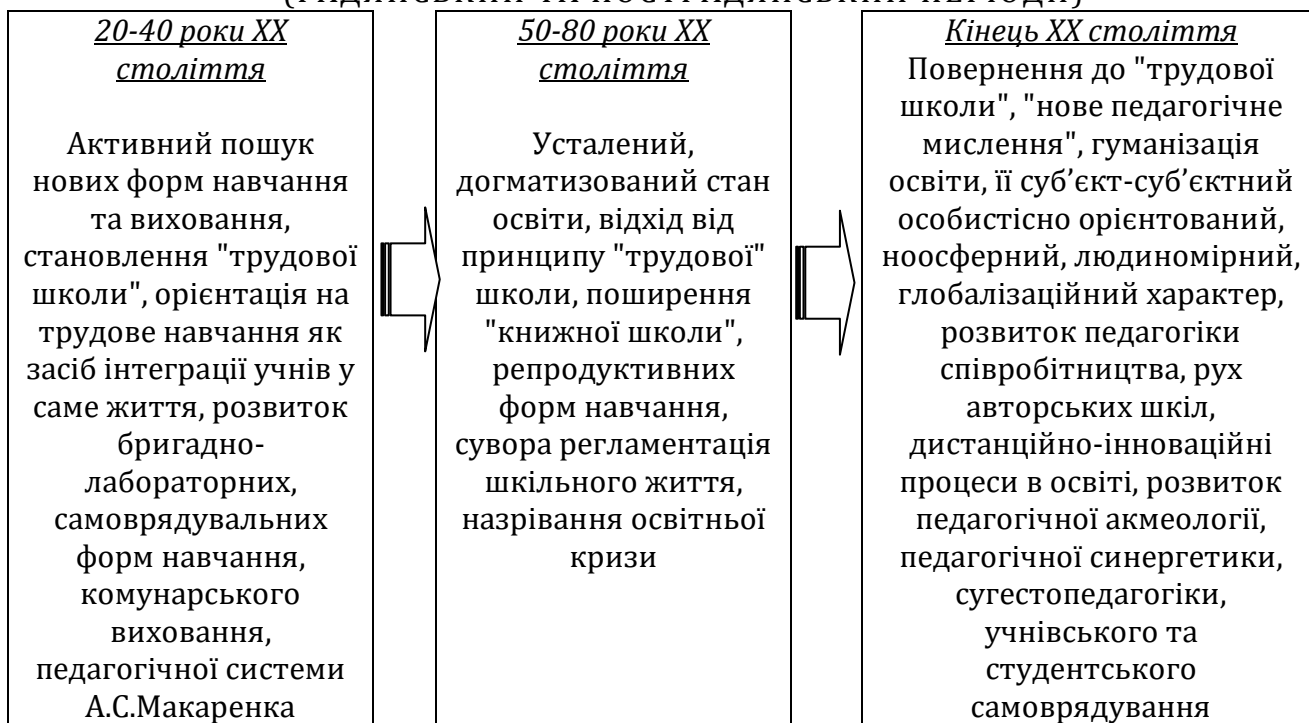 (РАДЯНСЬКИЙ ТА ПОСТРАДЯНСЬКИЙ ПЕРІОДИ)
20-40 роки ХХ
століття
Активний пошук
нових форм навчання
та виховання,
становлення "трудової
школи", орієнтація на
трудове навчання як
засіб інтеграції учнів у
саме життя, розвиток
бригадно-
лабораторних,
самоврядувальних
форм навчання,
комунарського
виховання,
педагогічної системи
А.С.Макаренка
50-80 роки ХХ
століття
Усталений,
догматизований стан
освіти, відхід від
принципу "трудової"
школи, поширення
"книжної школи",
репродуктивних
форм навчання,
сувора регламентація
шкільного життя,
назрівання освітньої
кризи
Кінець ХХ століття
Повернення до "трудової
школи", "нове педагогічне
мислення", гуманізація
освіти, її суб’єкт-суб’єктний
особистісно орієнтований,
ноосферний, людиномірний,
глобалізаційний характер,
розвиток педагогіки
співробітництва, рух
авторських шкіл,
дистанційно-інноваційні
процеси в освіті, розвиток
педагогічної акмеології,
педагогічної синергетики,
сугестопедагогіки,
учнівського та
студентського
самоврядування